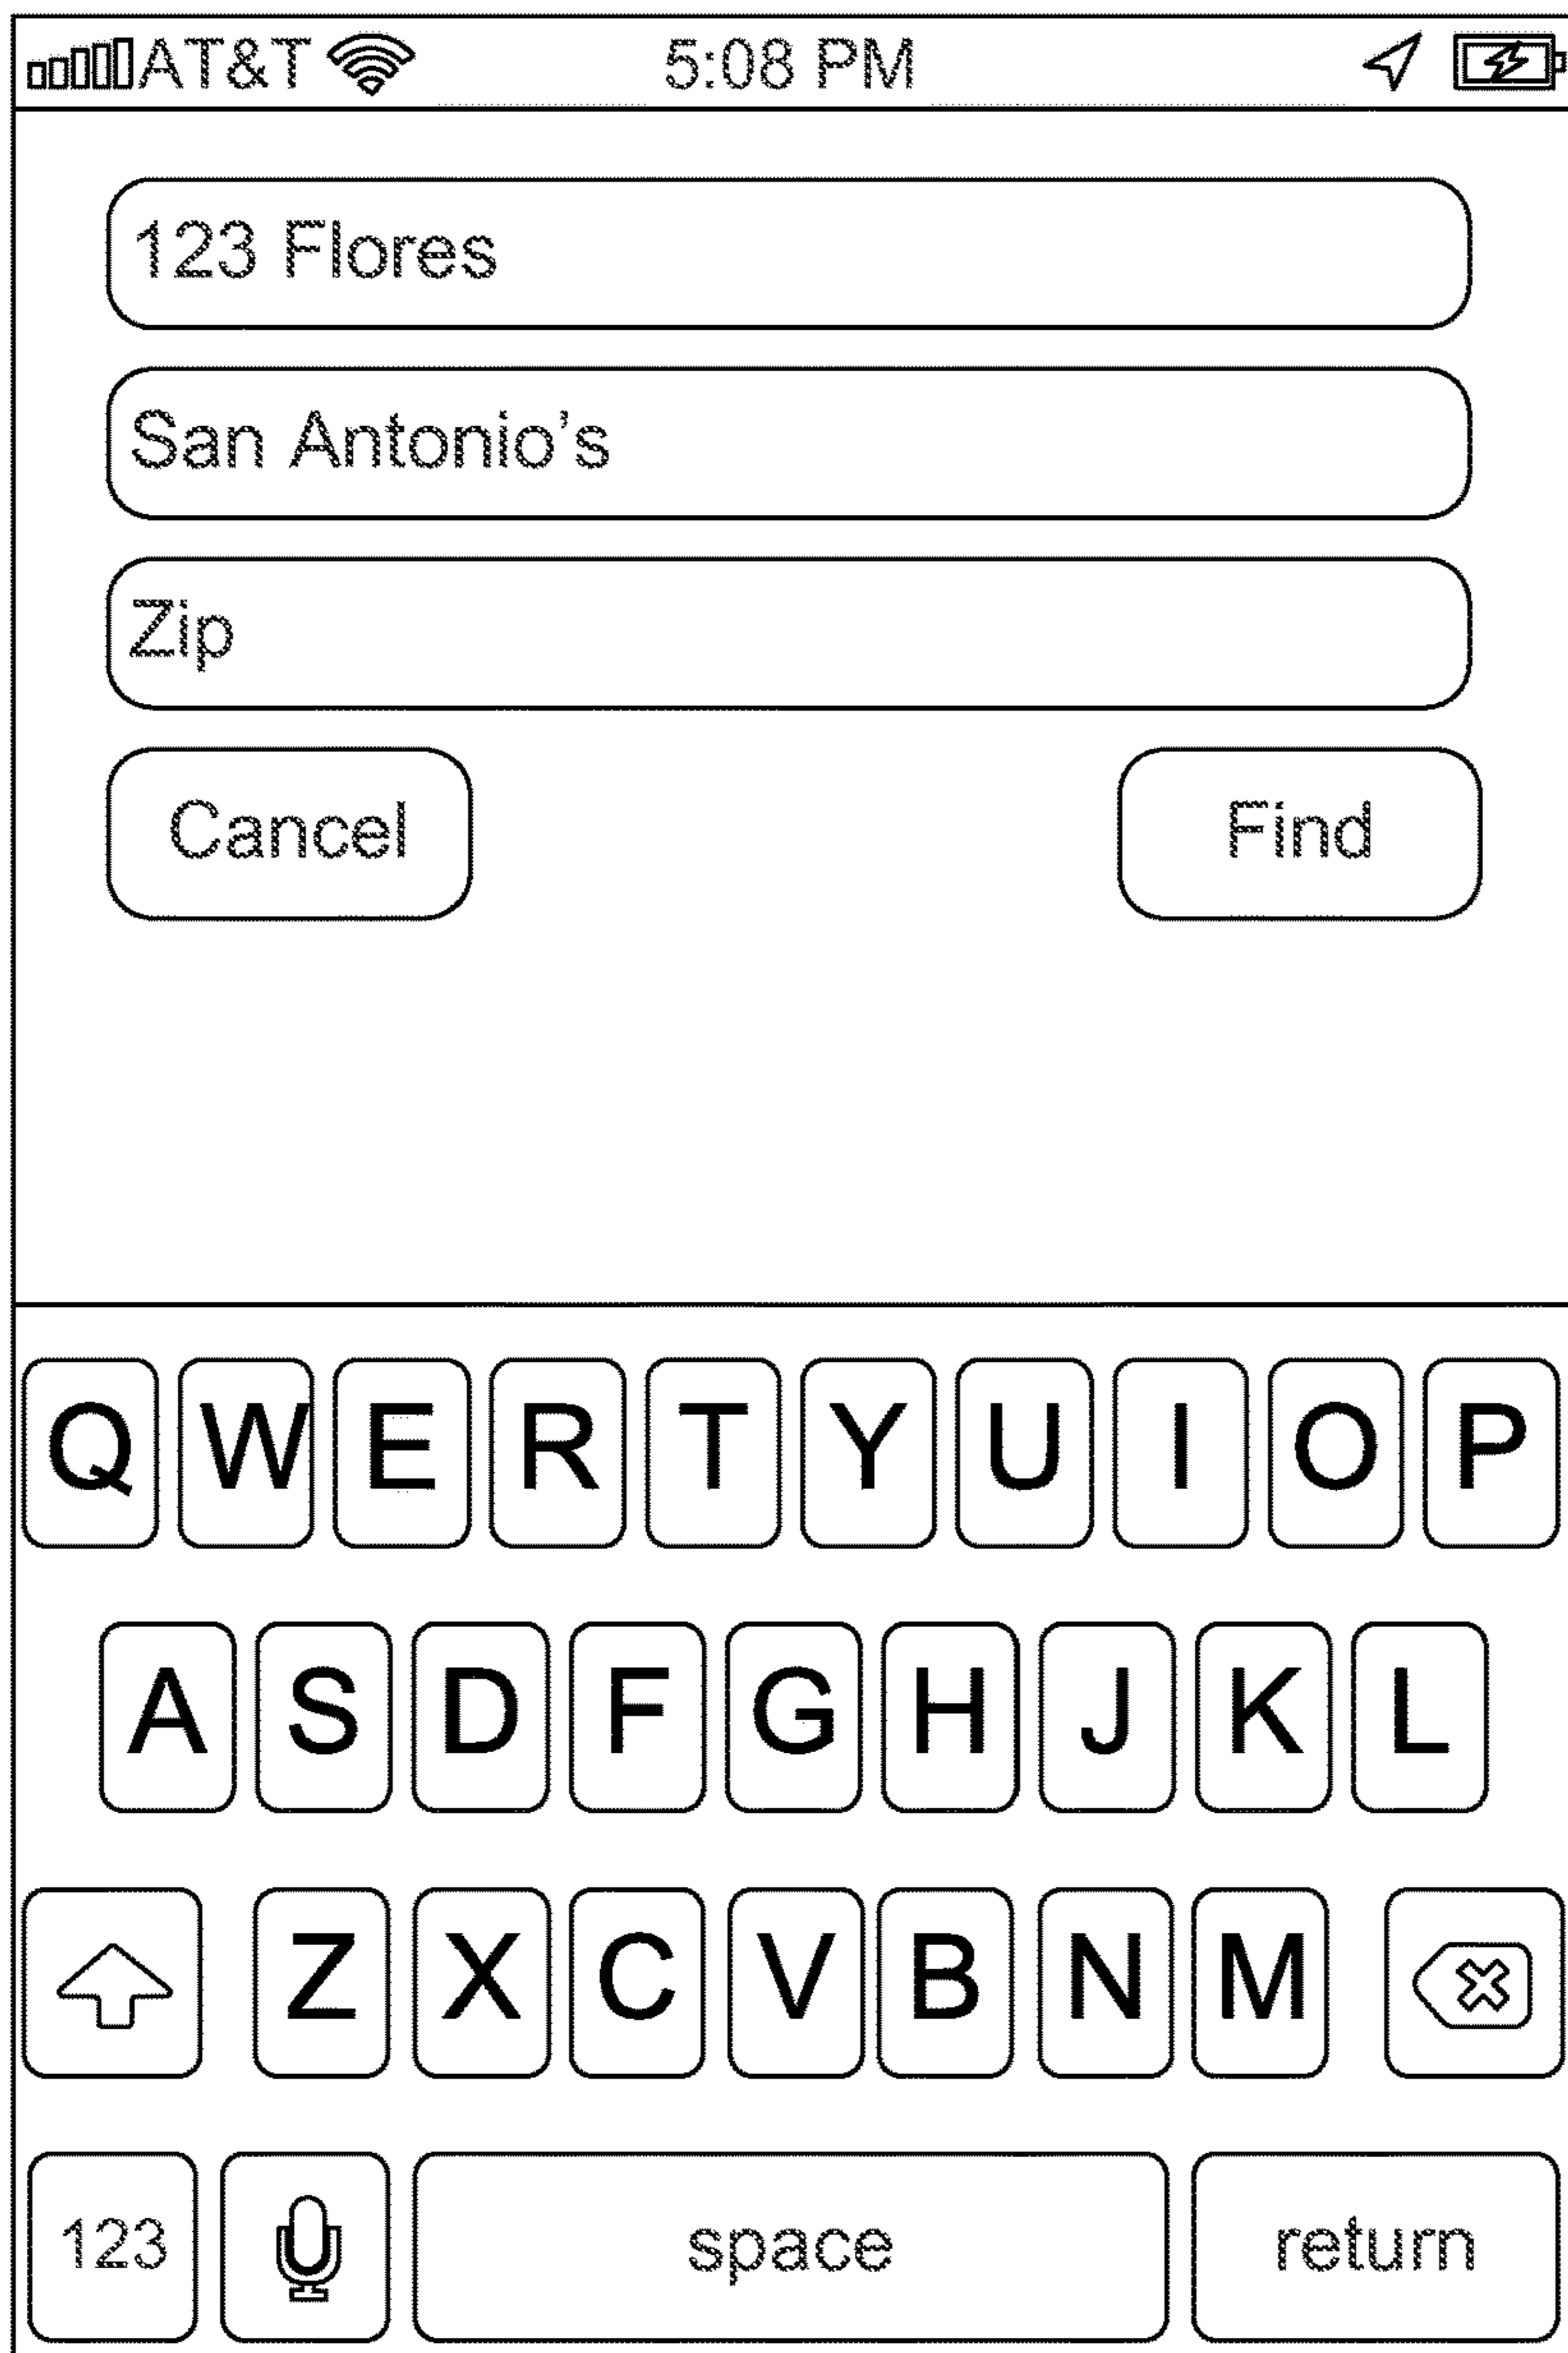 AT&T 5:08 PM
123 Flores
San Antonio’s
Zip
Cancel Find
Q W E R T Y U I O P
A S D F G H J K L
Z X C V B N M
123 space return